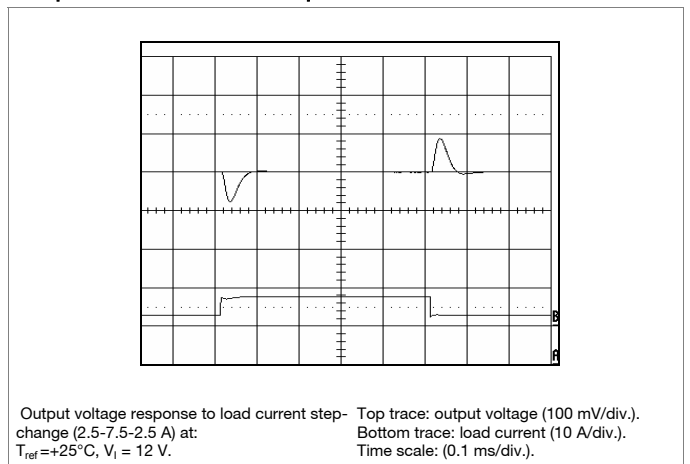 Output voltage response to load current step-
change (2.5-7.5-2.5 A) at:
Tref=+25°C, VI = 12 V.
Top trace: output voltage (100 mV/div.).
Bottom trace: load current (10 A/div.).
Time scale: (0.1 ms/div.).
B
A